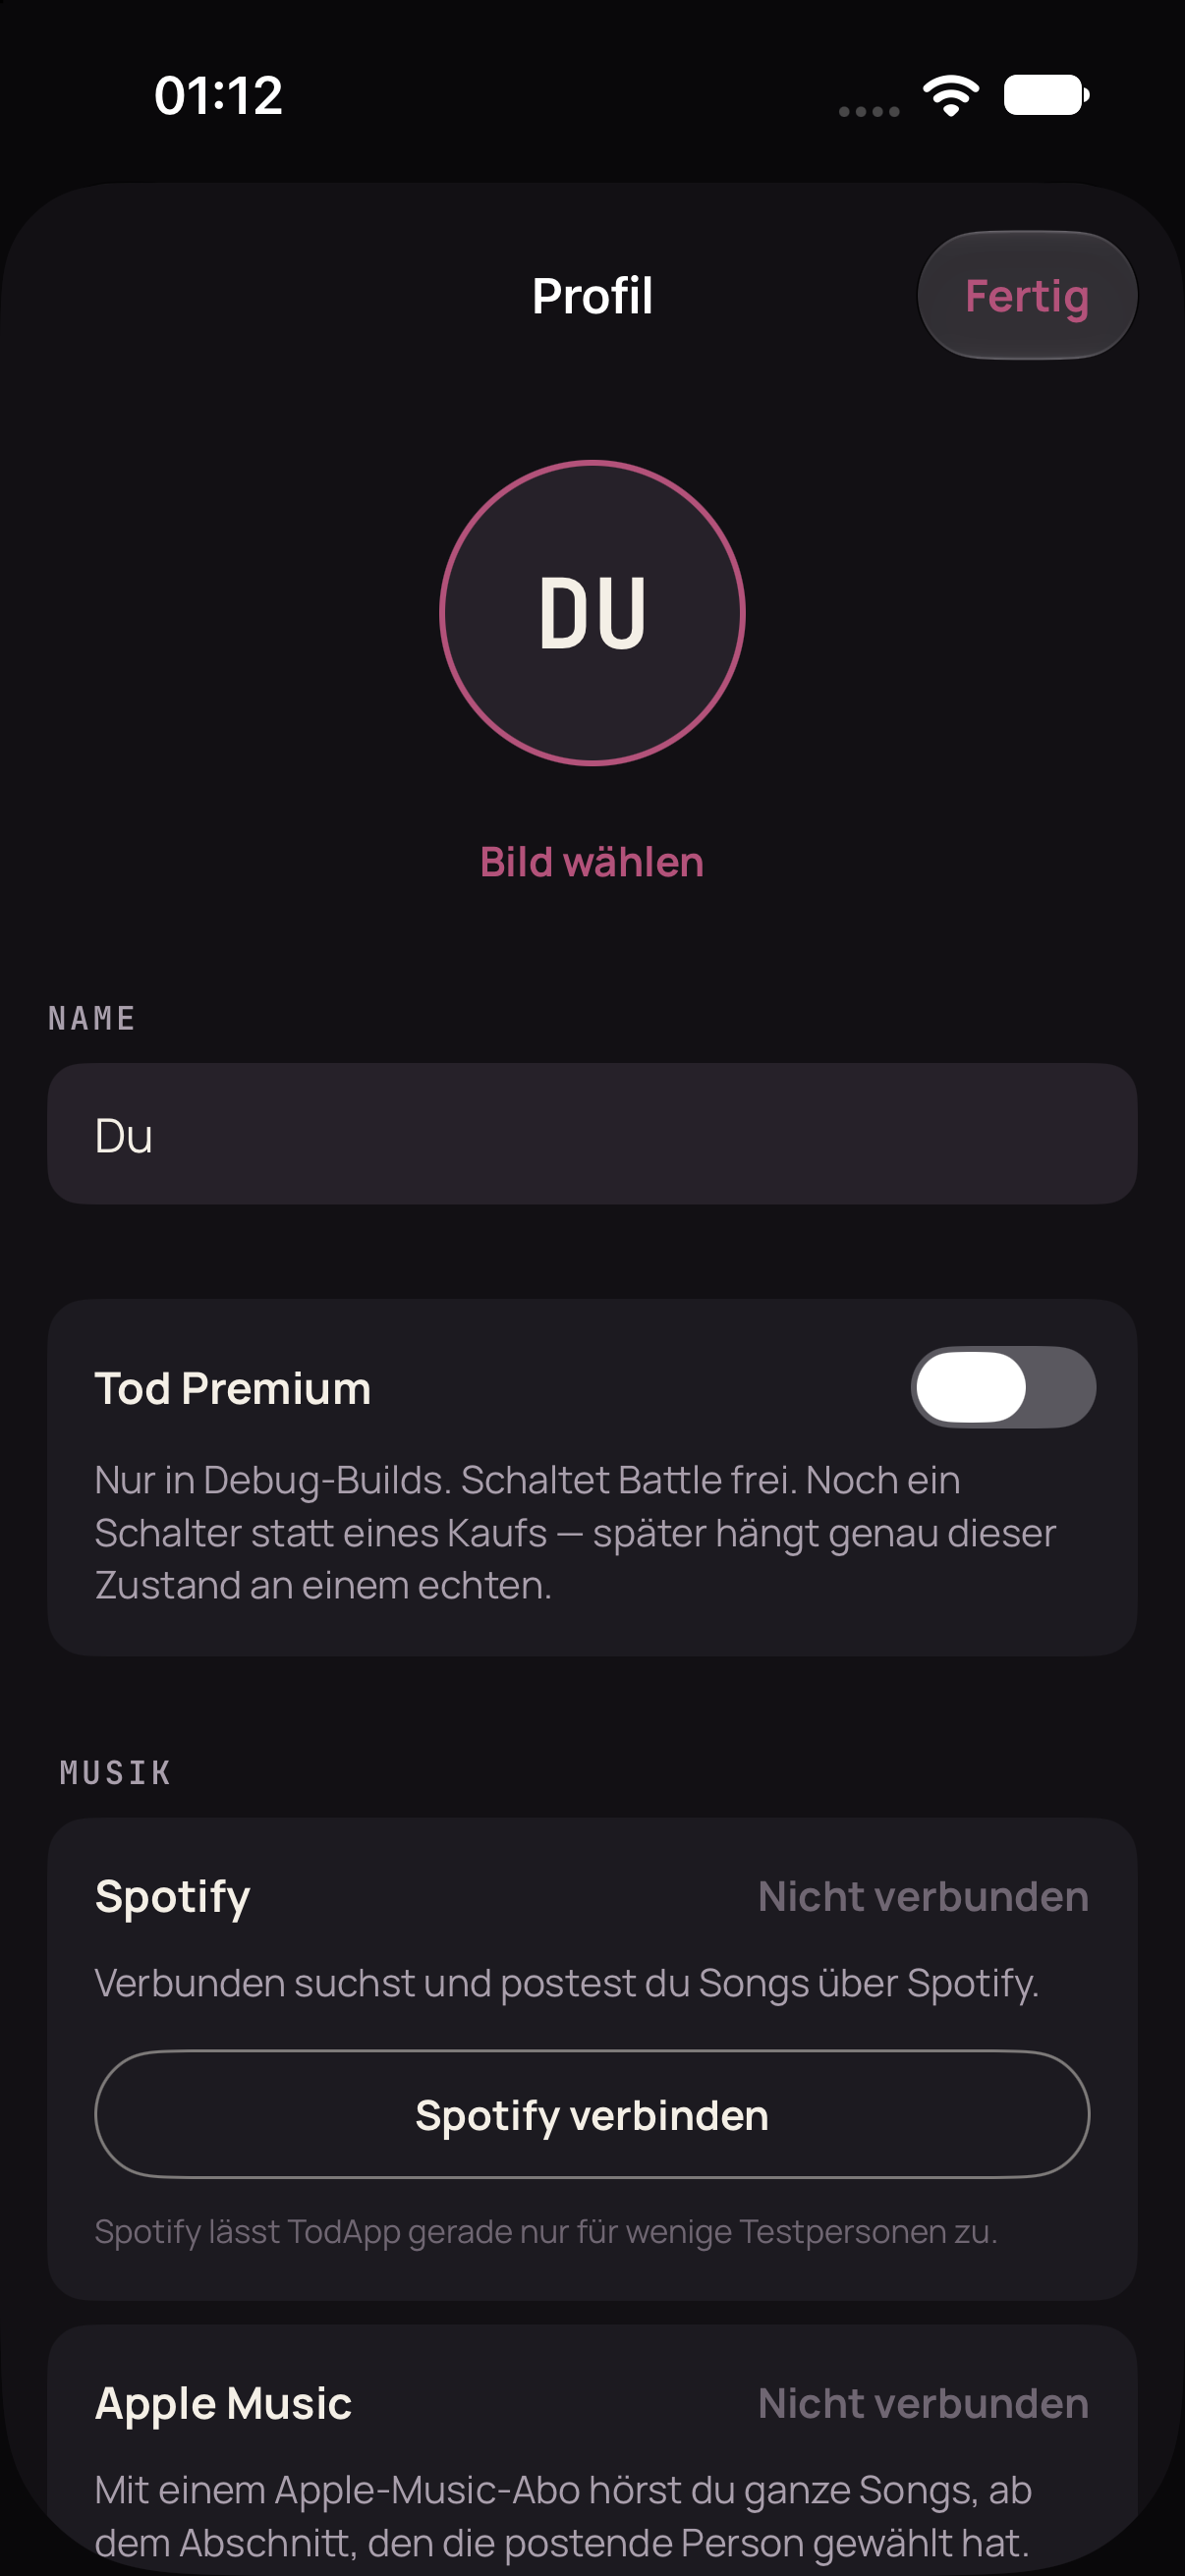 01:12
Profil
Fertig
DU
Bild wählen
NAME
Du
Tod Premium
Nur in Debug-Builds. Schaltet Battle frei. Noch ein
Schalter statt eines Kaufs — später hängt genau dieser
Zustand an einem echten.
MUSIK
Spotify
Nicht verbunden
Verbunden suchst und postest du Songs über Spotify.
Spotify verbinden
Spotify lässt TodApp gerade nur für wenige Testpersonen zu.
Apple Music
Nicht verbunden
Mit einem Apple-Music-Abo hörst du ganze Songs, ab
dem Abschnitt, den die postende Person gewählt hat.